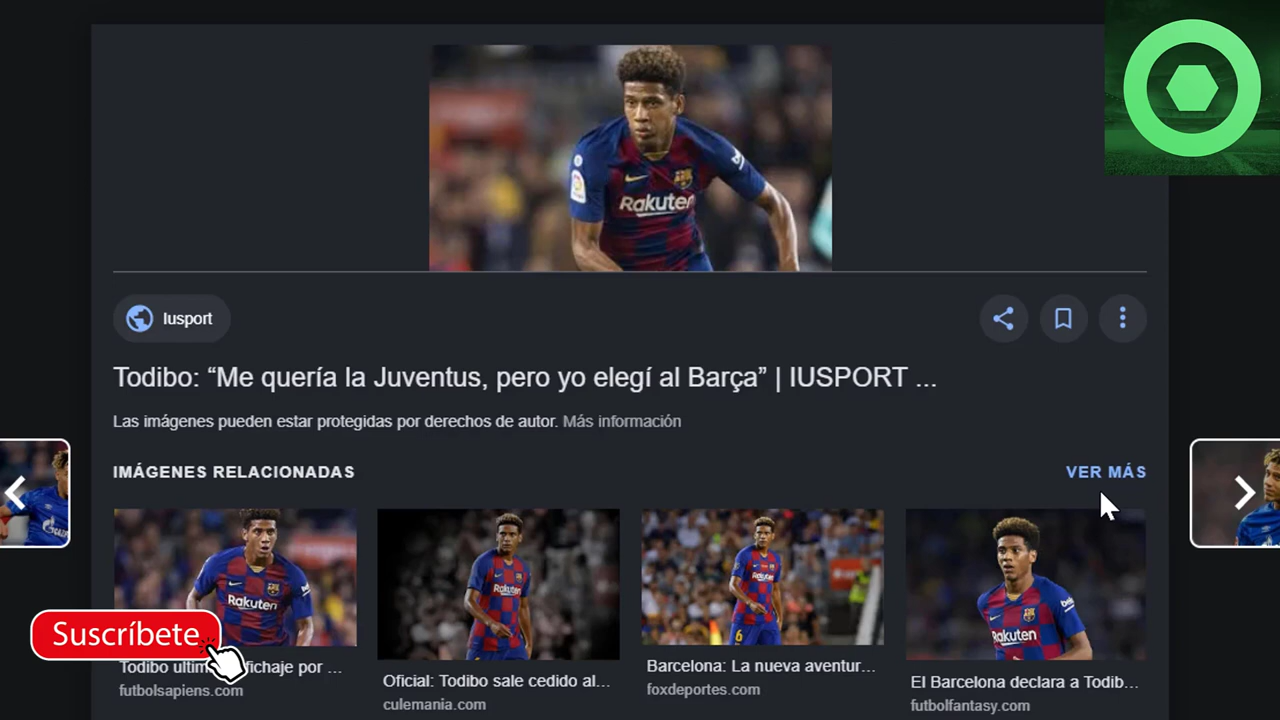 Rakuten
Iusport
Todibo: “Me quería la Juventus, pero yo elegí al Barça” | IUSPORT ...
Las imágenes pueden estar protegidas por derechos de autor. Más información
IMÁGENES RELACIONADAS
VER MÁS
Rakuten
Rakuten
Rakuten
6
Rakuten
Suscríbete
Todibo fichaje por ...
futbolsapiens.com
Oficial: Todibo sale cedido al...
culemania.com
Barcelona: La nueva aventur...
foxdeportes.com
El Barcelona declara a Todib...
futbolfantasy.com